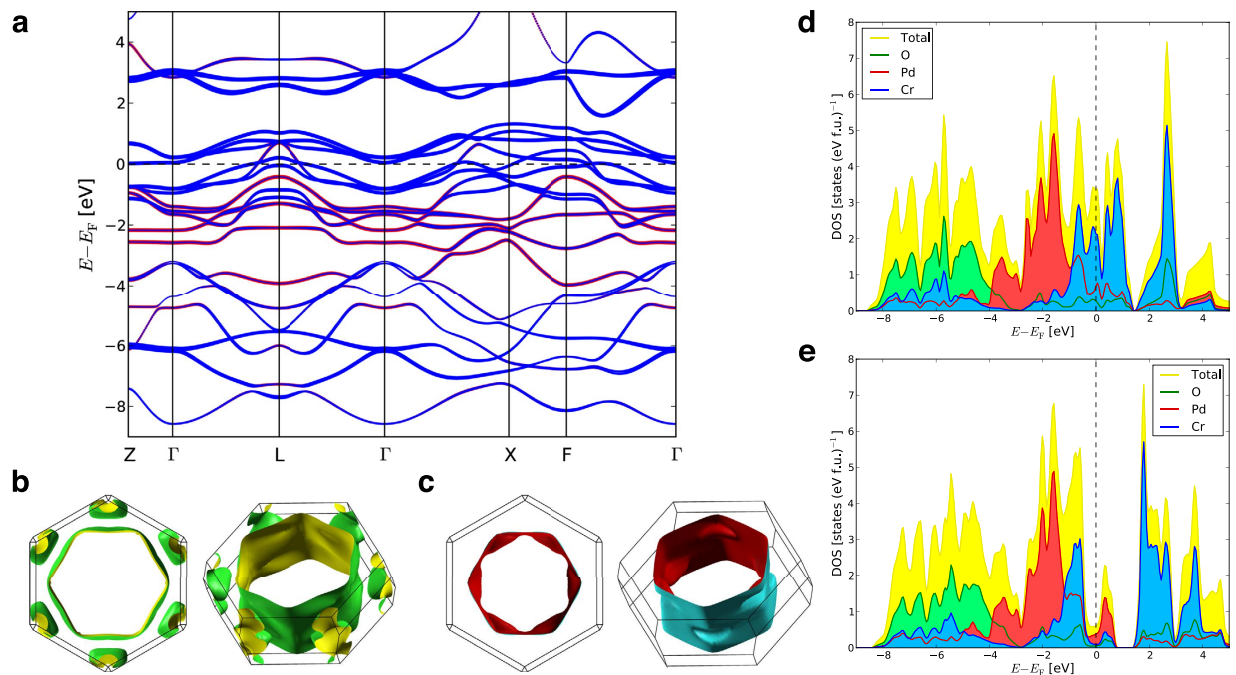 a
4
2
0
−2
−4
−6
−8
E−E_F [eV]
Z Γ L Γ X F Γ
b
c
d
8
7
6
5
4
3
2
1
0
DOS [states (eV f.u.)⁻¹]
Total
O
Pd
Cr
−8 −6 −4 −2 0 2 4
E−E_F [eV]
e
8
7
6
5
4
3
2
1
0
DOS [states (eV f.u.)⁻¹]
Total
O
Pd
Cr
−8 −6 −4 −2 0 2 4
E−E_F [eV]